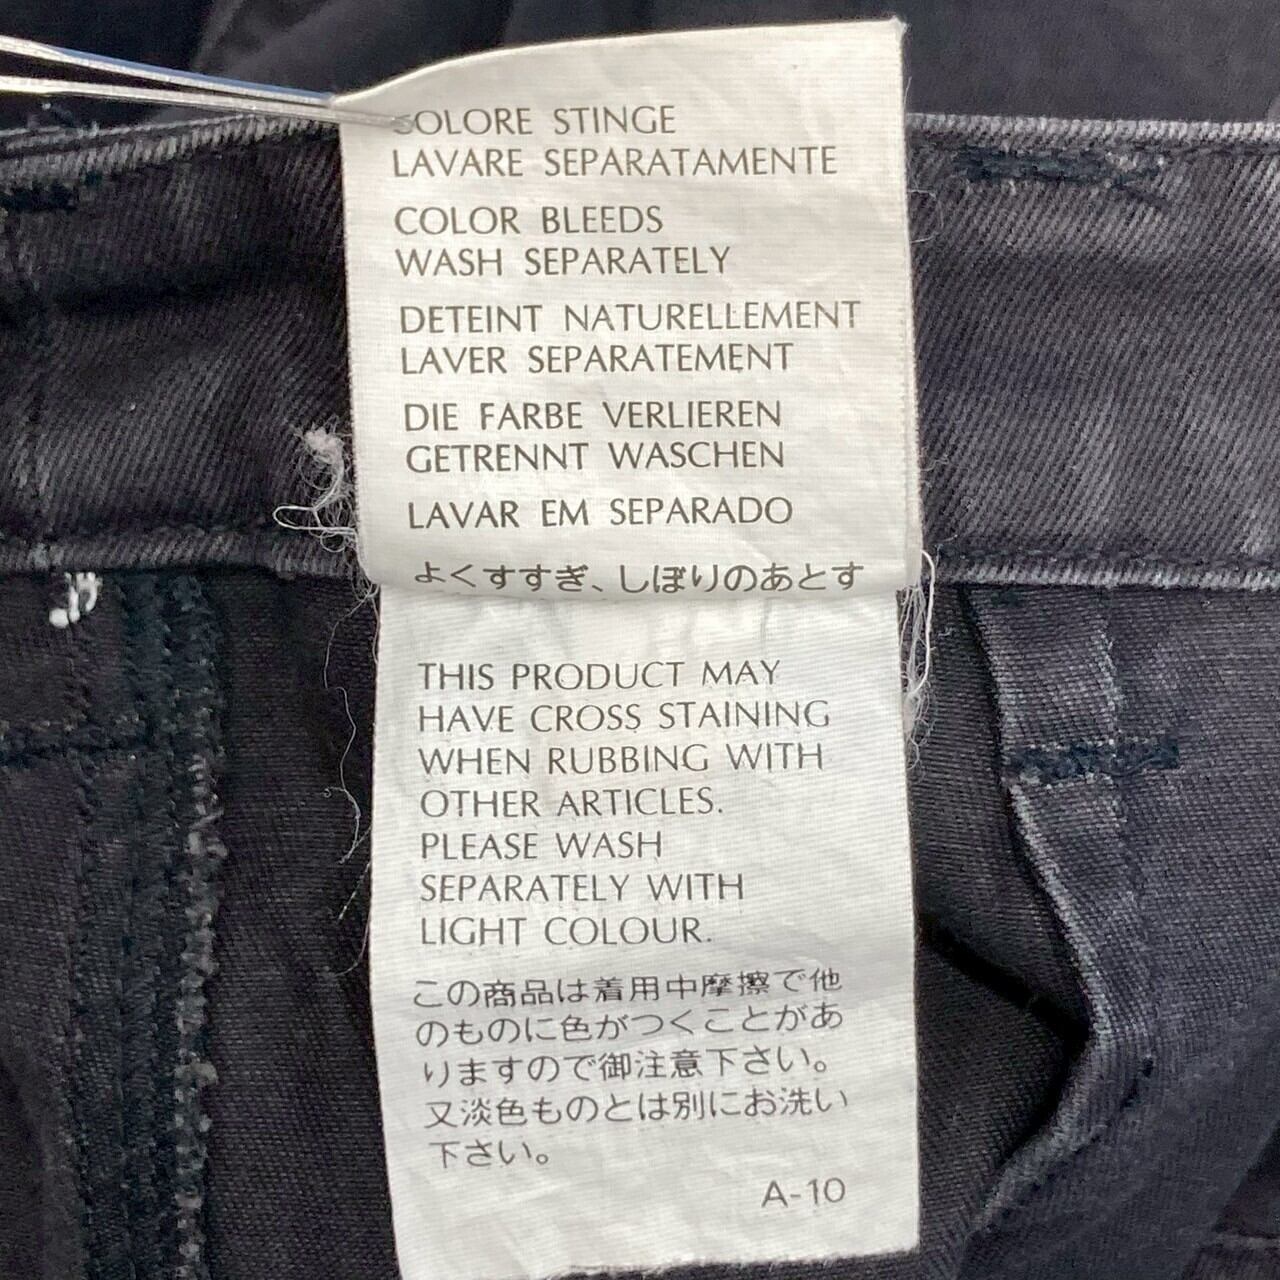 COLORE STINGE
LAVARE SEPARATAMENTE
COLOR BLEEDS
WASH SEPARATELY
DETEINT NATURELLEMENT
LAVER SEPARATEMENT
DIE FARBE VERLIEREN
GETRENNT WASCHEN
LAVAR EM SEPARADO
よくすすぎ、しぼりのあとす
THIS PRODUCT MAY
HAVE CROSS STAINING
WHEN RUBBING WITH
OTHER ARTICLES.
PLEASE WASH
SEPARATELY WITH
LIGHT COLOUR.
この商品は着用中摩擦で他
のものに色がつくことがあ
りますので御注意下さい。
又淡色ものとは別にお洗い
下さい。
A-10